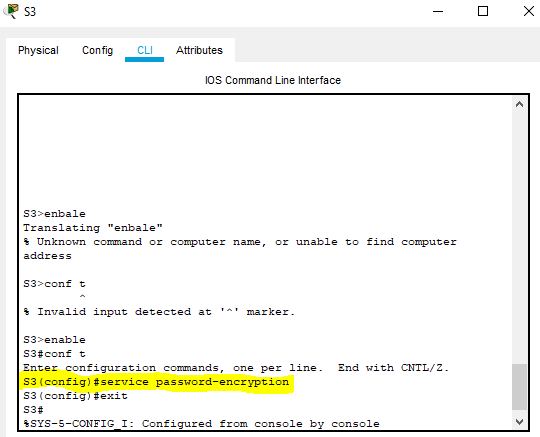 S3
Physical Config CLI Attributes
IOS Command Line Interface
S3>enbale
Translating "enbale"
% Unknown command or computer name, or unable to find computer
address
S3>conf t
^
% Invalid input detected at '^' marker.
S3>enable
S3#conf t
Enter configuration commands, one per line.  End with CNTL/Z.
S3(config)#service password-encryption
S3(config)#exit
S3#
%SYS-5-CONFIG_I: Configured from console by console